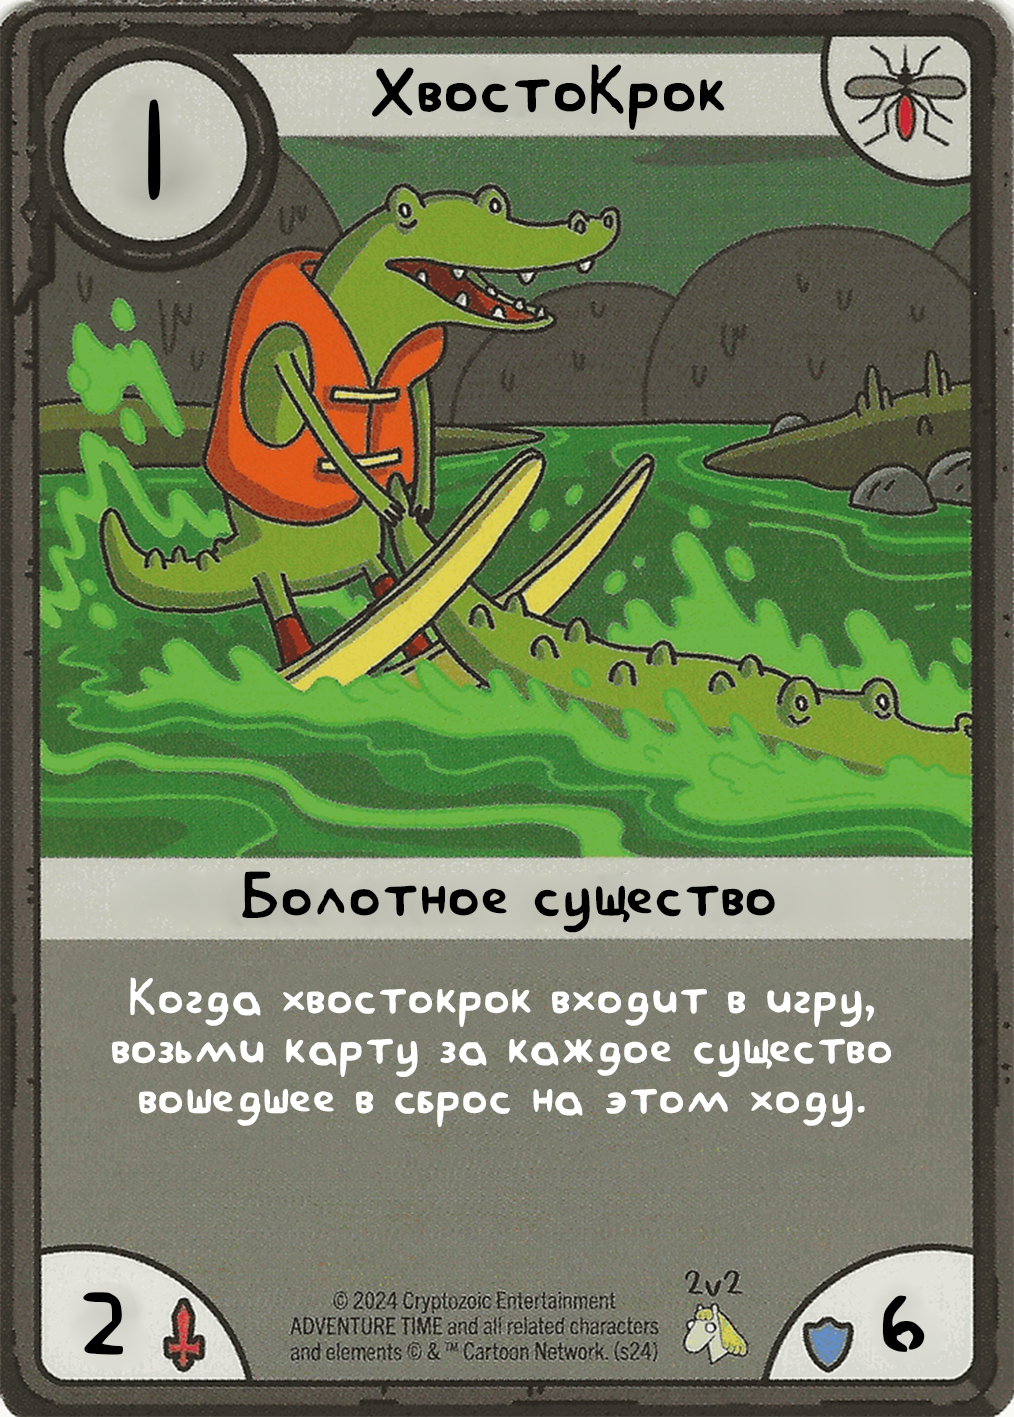 1
ХвостоКрок
Болотное существо
Когда хвостокрок входит в игру,
возьми карту за каждое существо
вошедшее в сброс на этом ходу.
2
2v2
6
© 2024 Cryptozoic Entertainment
ADVENTURE TIME and all related characters
and elements © & ™ Cartoon Network. (s24)